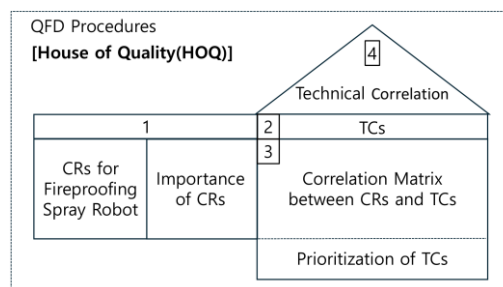 QFD Procedures
[House of Quality(HOQ)]
4
Technical Correlation
1
2
TCs
3
CRs for
Fireproofing
Spray Robot
Importance
of CRs
Correlation Matrix
between CRs and TCs
Prioritization of TCs